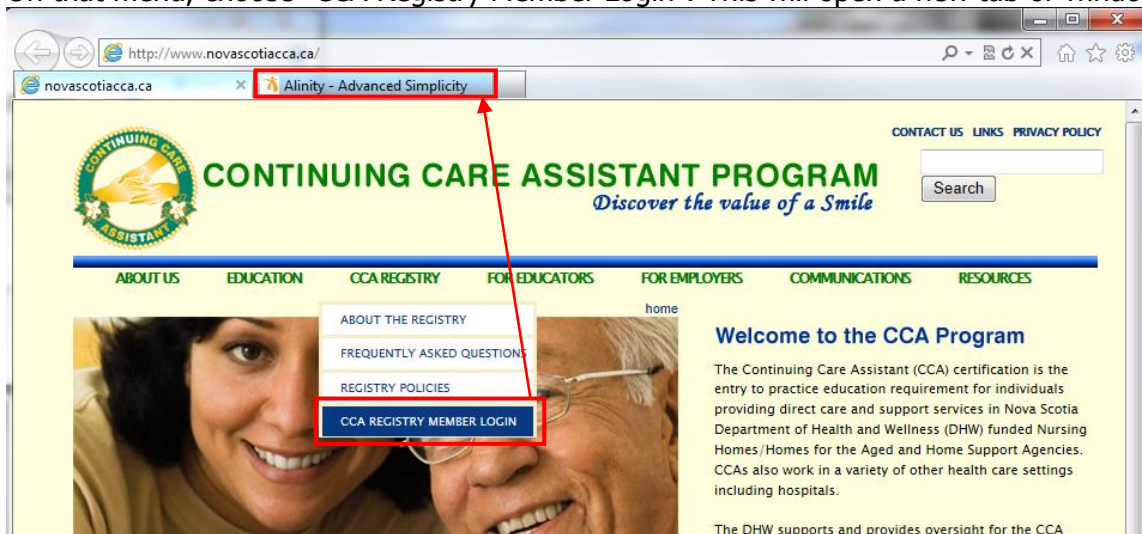 http://www.novascotiacca.ca/
novascotiacca.ca
Alinity - Advanced Simplicity
CONTACT US LINKS PRIVACY POLICY
CONTINUING CARE
ASSISTANT
CONTINUING CARE ASSISTANT PROGRAM
Search
Discover the value of a Smile
ABOUT US EDUCATION CCA REGISTRY FOR EDUCATORS FOR EMPLOYERS COMMUNICATIONS RESOURCES
home
ABOUT THE REGISTRY
FREQUENTLY ASKED QUESTIONS
REGISTRY POLICIES
CCA REGISTRY MEMBER LOGIN
Welcome to the CCA Program
The Continuing Care Assistant (CCA) certification is the
entry to practice education requirement for individuals
providing direct care and support services in Nova Scotia
Department of Health and Wellness (DHW) funded Nursing
Homes/Homes for the Aged and Home Support Agencies.
CCAs also work in a variety of other health care settings
including hospitals.
The DHW supports and provides oversight for the CCA